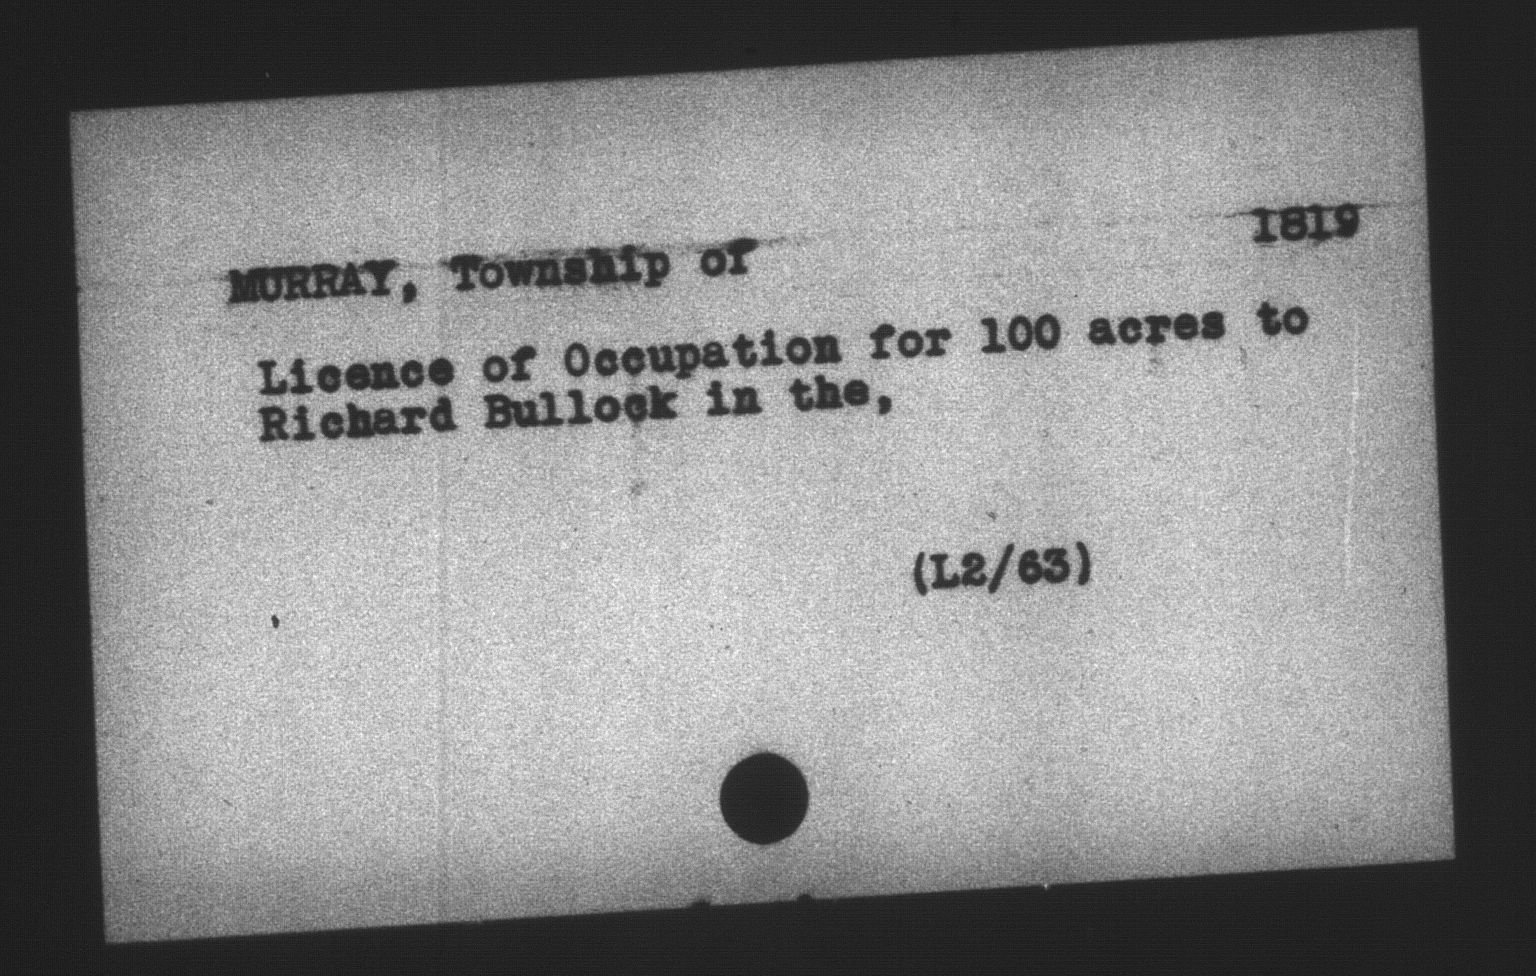 MURRAY, Township of 1819
Licence of Occupation for 100 acres to
Richard Bullock in the,
(L2/63)